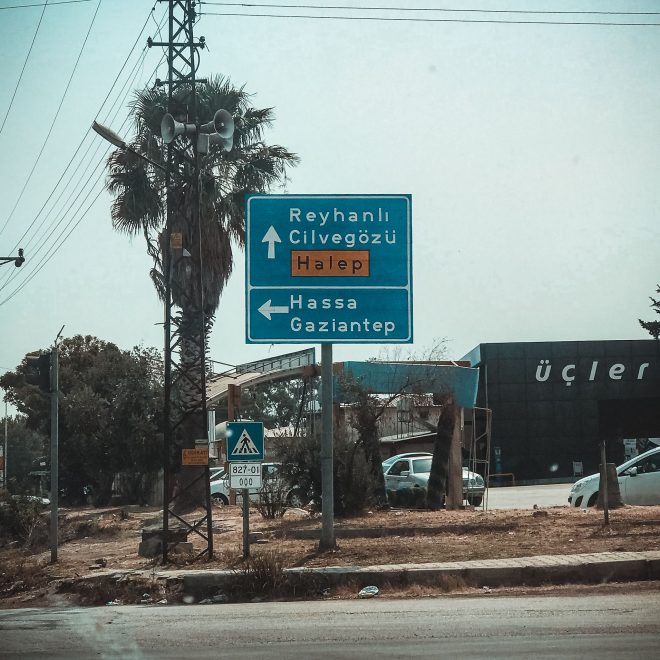 Reyhanlı
Cilvegözü
Halep
Hassa
Gaziantep
üçler
827-01
000